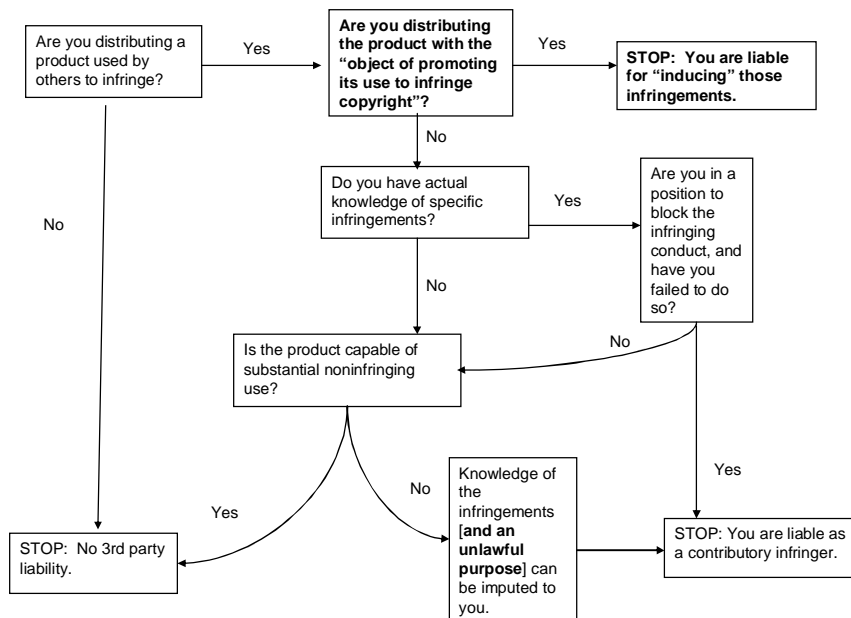 Are you distributing a
product used by
others to infringe?
Yes
Are you distributing
the product with the
“object of promoting
its use to infringe
copyright”?
Yes
STOP:  You are liable
for “inducing” those
infringements.
No
Do you have actual
knowledge of specific
infringements?
Yes
Are you in a
position to
block the
infringing
conduct, and
have you
failed to do
so?
No
No
No
Is the product capable of
substantial noninfringing
use?
Yes
No
Yes
Knowledge of
the
infringements
[and an
unlawful
purpose] can
be imputed to
you.
STOP:  No 3rd party
liability.
STOP: You are liable as
a contributory infringer.